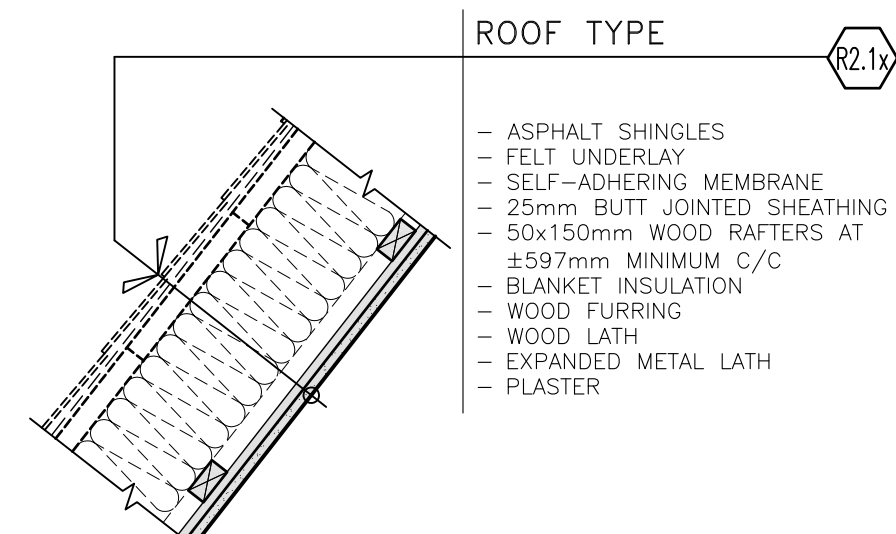 ROOF TYPE
R2.1x
- ASPHALT SHINGLES
- FELT UNDERLAY
- SELF-ADHERING MEMBRANE
- 25mm BUTT JOINTED SHEATHING
- 50x150mm WOOD RAFTERS AT
±597mm MINIMUM C/C
- BLANKET INSULATION
- WOOD FURRING
- WOOD LATH
- EXPANDED METAL LATH
- PLASTER